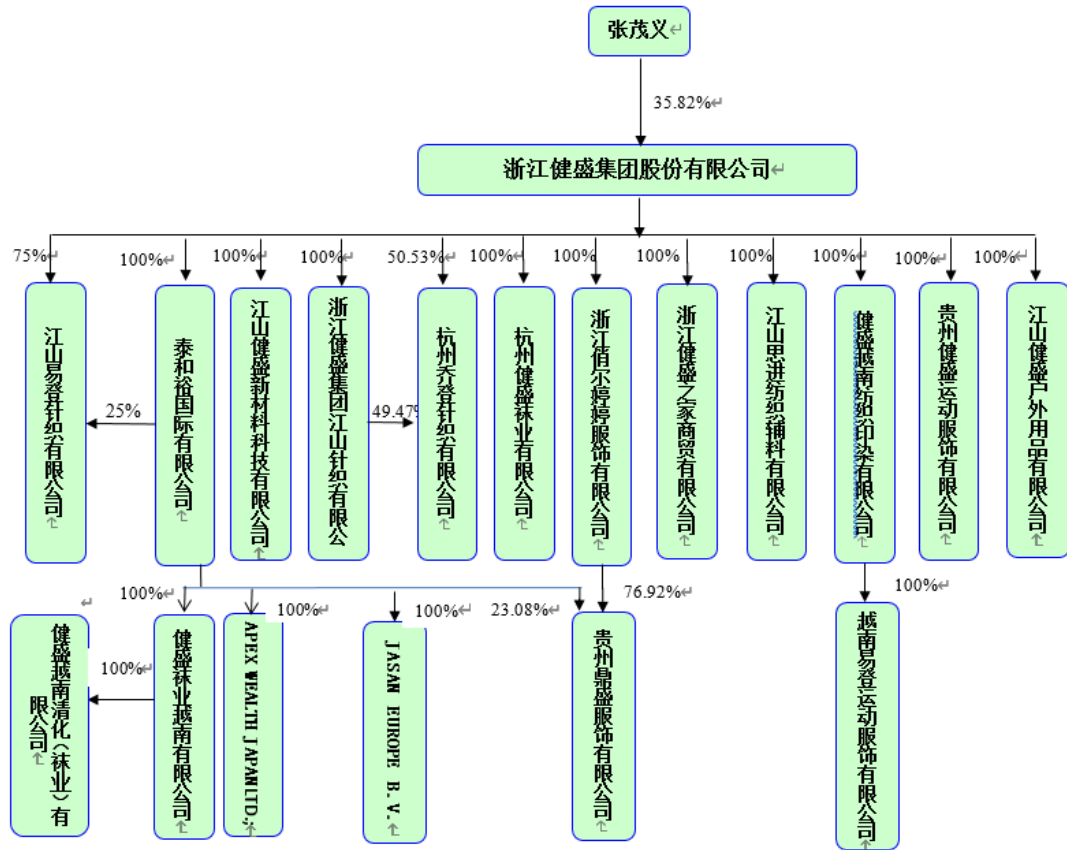 张茂义
35.82%
浙江健盛集团股份有限公司
75%
100%
100%
100%
50.53%
100%
100%
100%
100%
100%
100%
100%
江山易登针织有限公司
泰和裕国际有限公司
江山健盛新材料科技有限公司
浙江健盛集团江山针织有限公
杭州乔登针织有限公司
杭州健盛袜业有限公司
浙江俏尔婷婷服饰有限公司
浙江健盛之家商贸有限公司
江山思进纺织辅料有限公司
健盛越南纺织印染有限公司
贵州健盛运动服饰有限公司
江山健盛户外用品有限公司
25%
49.47%
100%
100%
100%
23.08%
76.92%
100%
100%
健盛越南清化（袜业）有
限公司
健盛袜业越南有限公司
APEX WEALTH JAPANLTD.,
JASAN EUROPE B.V.
贵州鼎盛服饰有限公司
越南易登运动服饰有限公司